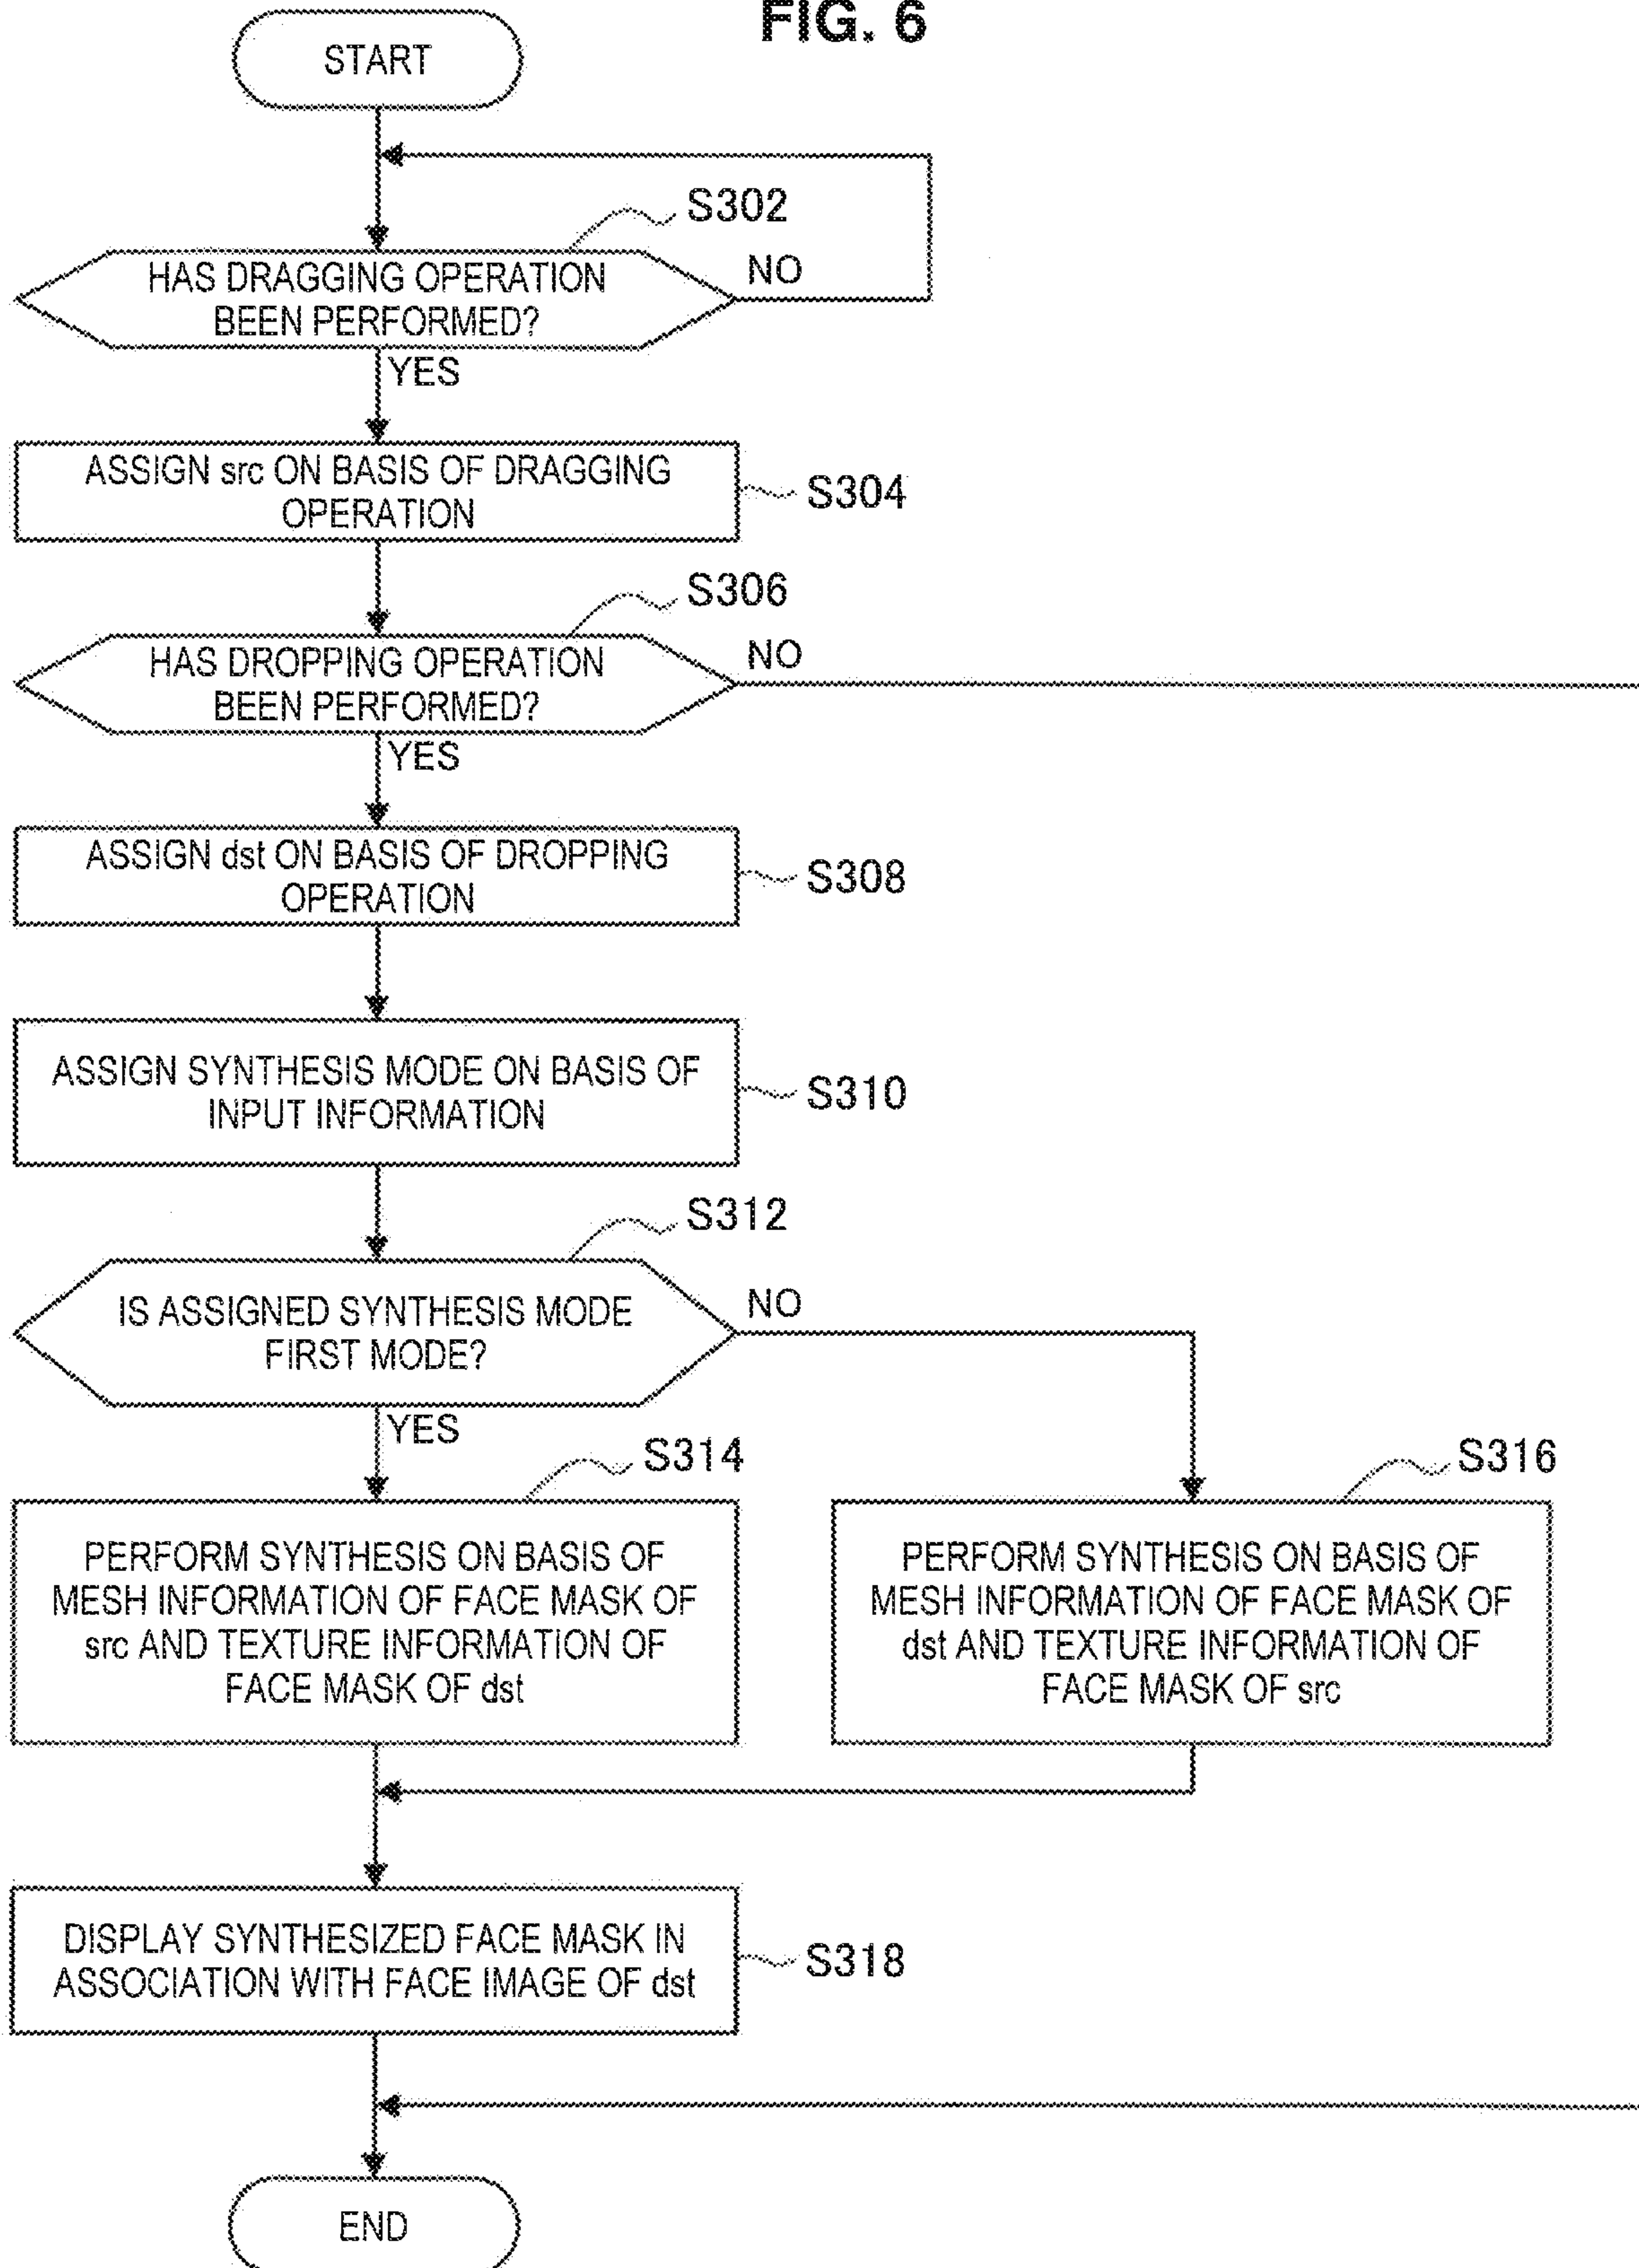 FIG. 6
START
S302
HAS DRAGGING OPERATION
BEEN PERFORMED?
NO
YES
ASSIGN src ON BASIS OF DRAGGING
OPERATION
S304
S306
HAS DROPPING OPERATION
BEEN PERFORMED?
NO
YES
ASSIGN dst ON BASIS OF DROPPING
OPERATION
S308
ASSIGN SYNTHESIS MODE ON BASIS OF
INPUT INFORMATION
S310
S312
IS ASSIGNED SYNTHESIS MODE
FIRST MODE?
NO
YES
S314
PERFORM SYNTHESIS ON BASIS OF
MESH INFORMATION OF FACE MASK OF
src AND TEXTURE INFORMATION OF
FACE MASK OF dst
S316
PERFORM SYNTHESIS ON BASIS OF
MESH INFORMATION OF FACE MASK OF
dst AND TEXTURE INFORMATION OF
FACE MASK OF src
DISPLAY SYNTHESIZED FACE MASK IN
ASSOCIATION WITH FACE IMAGE OF dst
S318
END